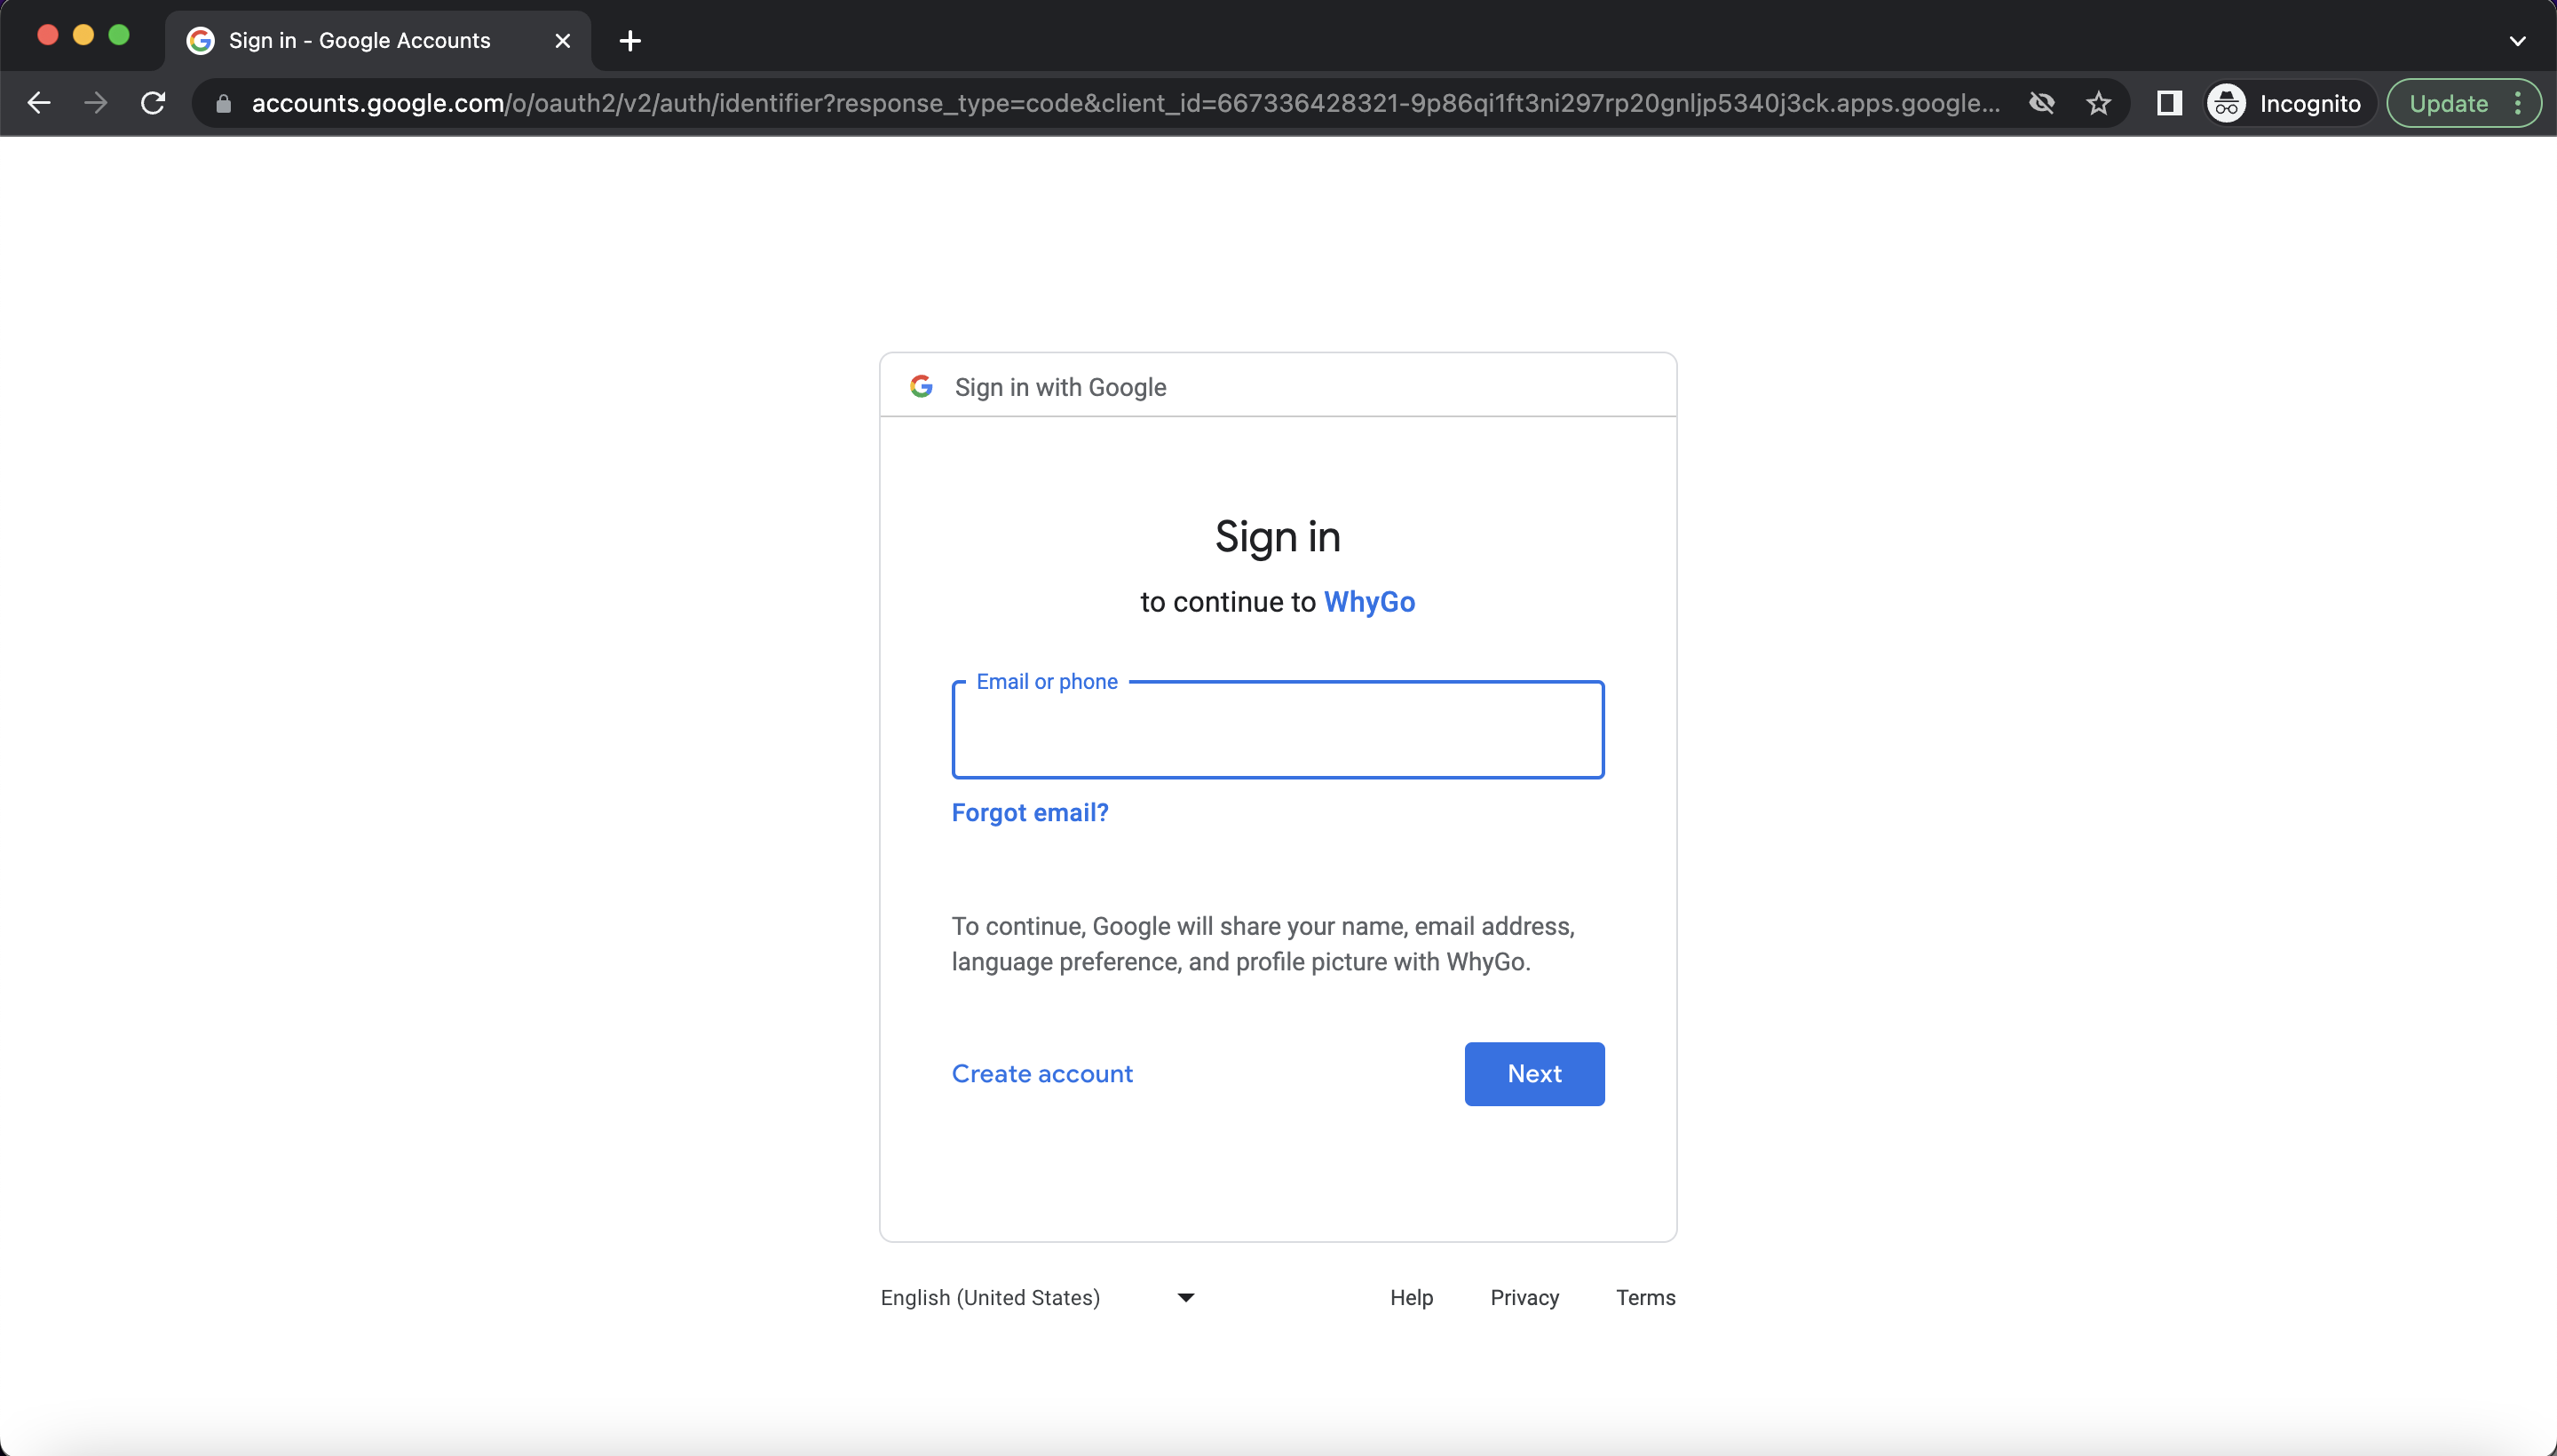 Sign in - Google Accounts
accounts.google.com/o/oauth2/v2/auth/identifier?response_type=code&client_id=667336428321-9p86qi1ft3ni297rp20gnljp5340j3ck.apps.google...
Incognito
Update
Sign in with Google
Sign in
to continue to WhyGo
Email or phone
Forgot email?
To continue, Google will share your name, email address,
language preference, and profile picture with WhyGo.
Create account
Next
English (United States)
Help
Privacy
Terms